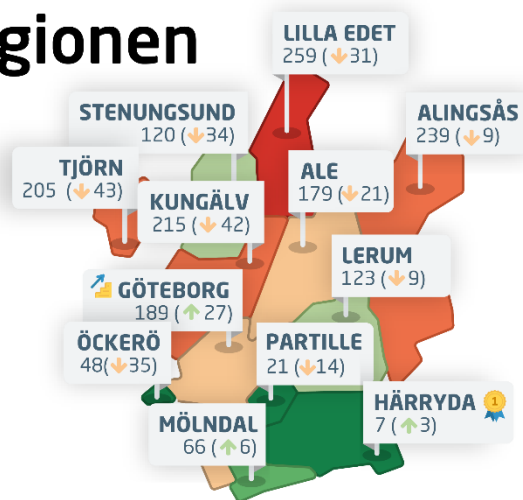 gionen
LILLA EDET
259 (↓31)
STENUNGSUND
120 (↓34)
ALINGSÅS
239 (↓9)
TJÖRN
205 (↓43)
ALE
179 (↓21)
KUNGÄLV
215 (↓42)
LERUM
123 (↓9)
GÖTEBORG
189 (↑27)
ÖCKERÖ
48(↓35)
PARTILLE
21 (↓14)
HÄRRYDA 1
7 (↑3)
MÖLNDAL
66 (↑6)